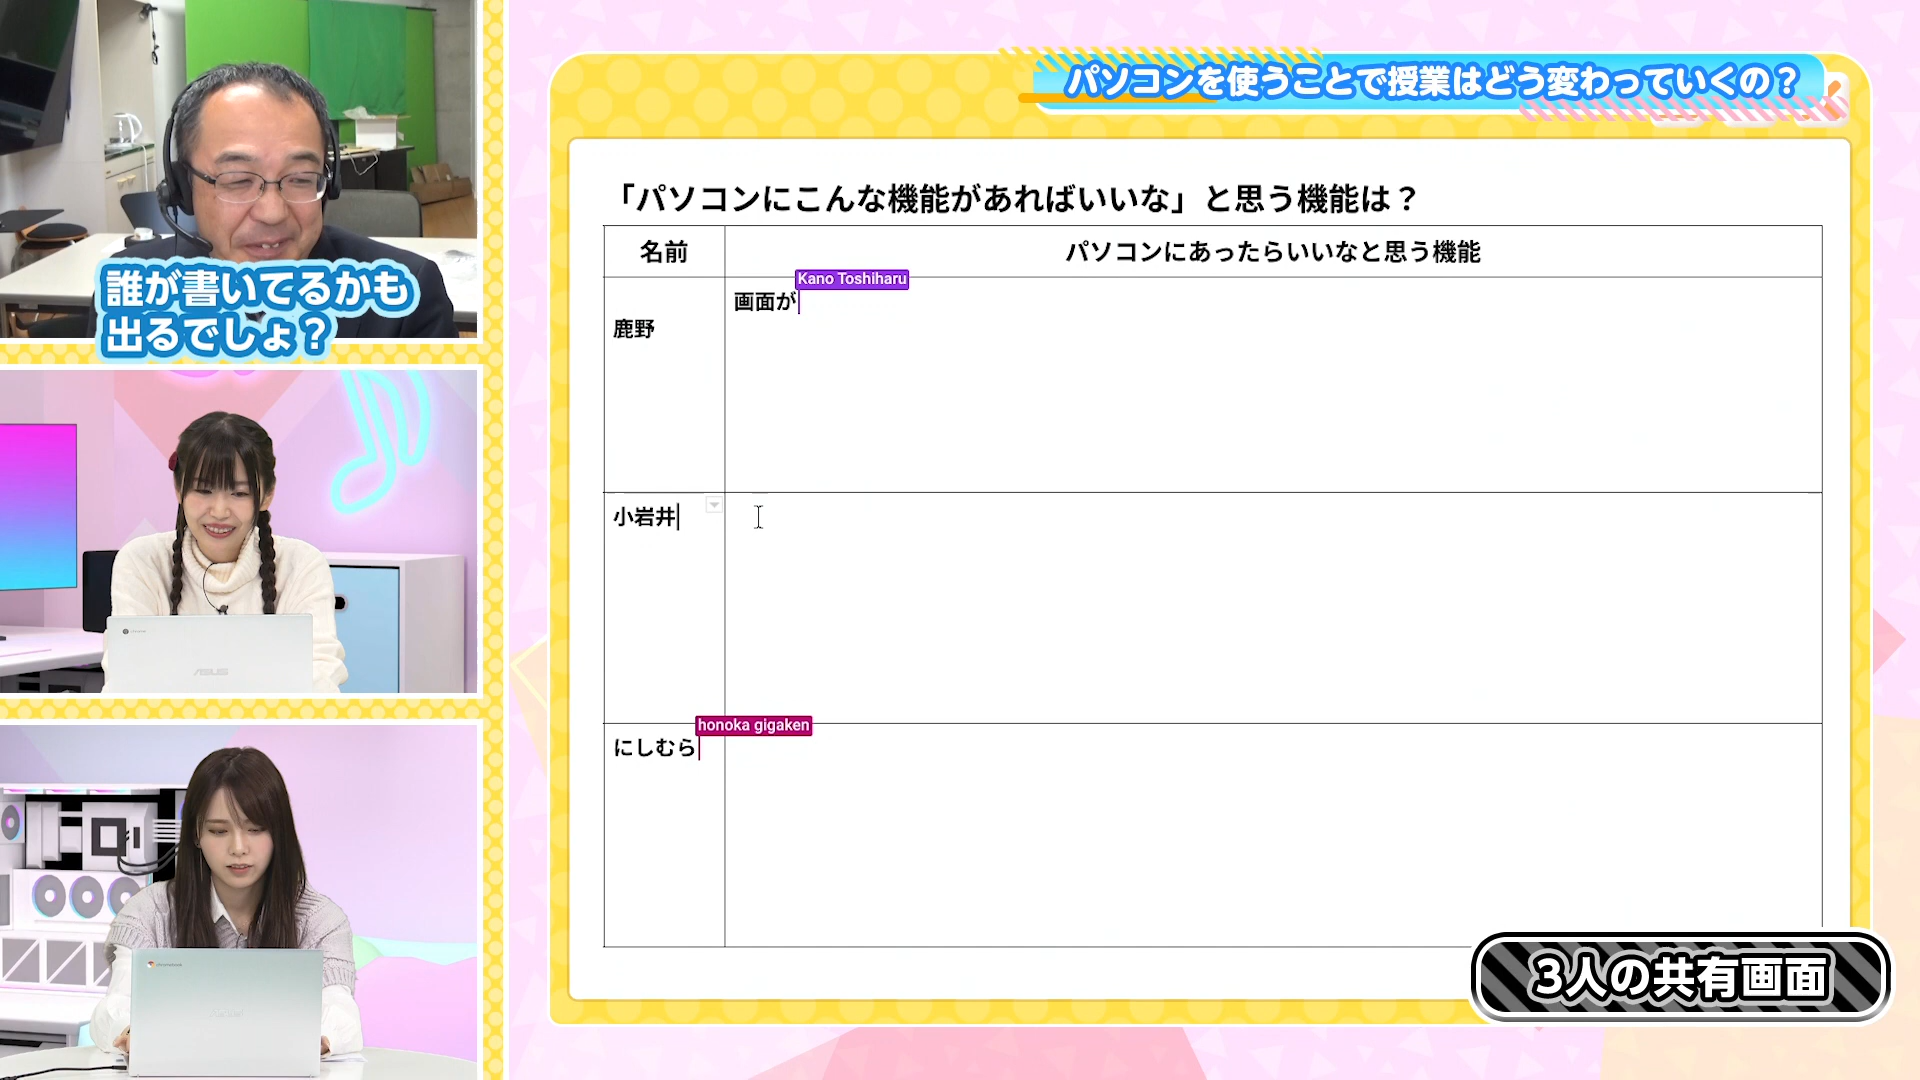 パソコンを使うことで授業はどう変わっていくの？
誰が書いてるかも
出るでしょ？
「パソコンにこんな機能があればいいな」と思う機能は？
名前
パソコンにあったらいいなと思う機能
Kano Toshiharu
鹿野
画面が
小岩井
honoka gigaken
にしむら
3人の共有画面
ASUS